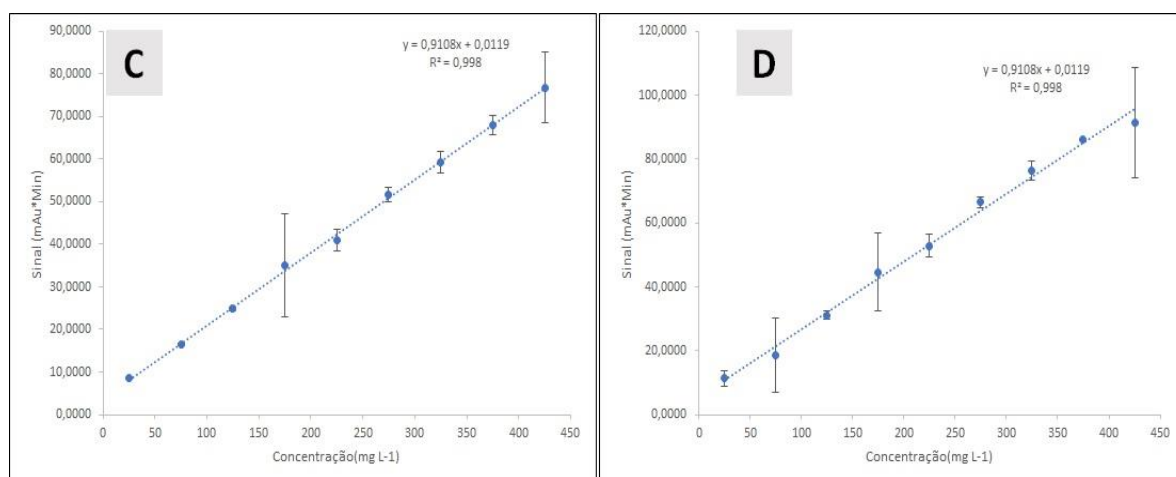 C
y = 0,9108x + 0,0119
R² = 0,998
90,0000
80,0000
70,0000
60,0000
50,0000
40,0000
30,0000
20,0000
10,0000
0,0000
Sinal (mAu*Min)
0 50 100 150 200 250 300 350 400 450
Concentração(mg L-1)
D
y = 0,9108x + 0,0119
R² = 0,998
120,0000
100,0000
80,0000
60,0000
40,0000
20,0000
0,0000
Sinal (mAu*Min)
0 50 100 150 200 250 300 350 400 450
Concentração(mg L-1)